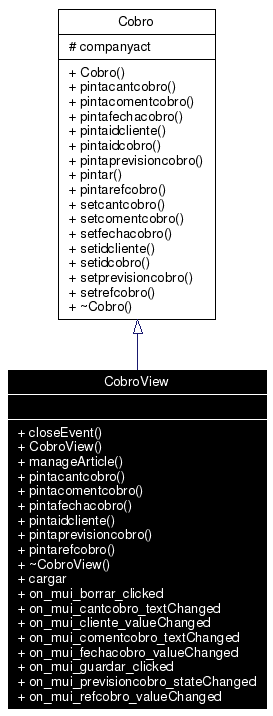 Cobro
# companyact
+ Cobro()
+ pintacantcobro()
+ pintacomentcobro()
+ pintafechacobro()
+ pintaidcliente()
+ pintaidcobro()
+ pintaprevisioncobro()
+ pintar()
+ pintarefcobro()
+ setcantcobro()
+ setcomentcobro()
+ setfechacobro()
+ setidcliente()
+ setidcobro()
+ setprevisioncobro()
+ setrefcobro()
+ ~Cobro()
CobroView
+ closeEvent()
+ CobroView()
+ manageArticle()
+ pintacantcobro()
+ pintacomentcobro()
+ pintafechacobro()
+ pintaidcliente()
+ pintaprevisioncobro()
+ pintarefcobro()
+ ~CobroView()
+ cargar
+ on_mui_borrar_clicked
+ on_mui_cantcobro_textChanged
+ on_mui_cliente_valueChanged
+ on_mui_comentcobro_textChanged
+ on_mui_fechacobro_valueChanged
+ on_mui_guardar_clicked
+ on_mui_previsioncobro_stateChanged
+ on_mui_refcobro_valueChanged